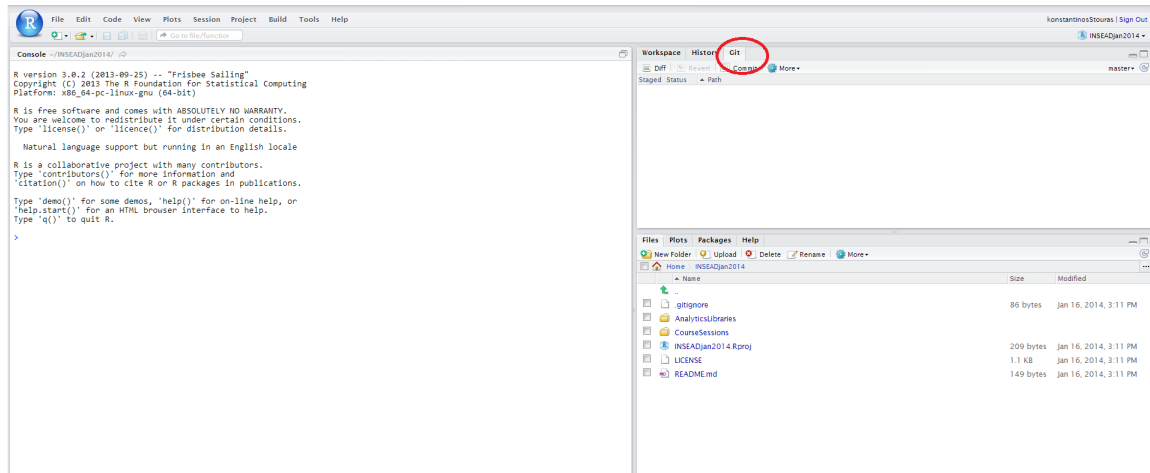 R File Edit Code View Plots Session Project Build Tools Help
konstantinosStouras | Sign Out
Go to file/function
INSEADjan2014
Console ~/INSEADjan2014/
R version 3.0.2 (2013-09-25) -- "Frisbee Sailing"
Copyright (C) 2013 The R Foundation for Statistical Computing
Platform: x86_64-pc-linux-gnu (64-bit)
R is free software and comes with ABSOLUTELY NO WARRANTY.
You are welcome to redistribute it under certain conditions.
Type 'license()' or 'licence()' for distribution details.
Natural language support but running in an English locale
R is a collaborative project with many contributors.
Type 'contributors()' for more information and
'citation()' on how to cite R or R packages in publications.
Type 'demo()' for some demos, 'help()' for on-line help, or
'help.start()' for an HTML browser interface to help.
Type 'q()' to quit R.
>
Workspace History Git
Diff Revert Commit More
master
Staged Status Path
Files Plots Packages Help
New Folder Upload Delete Rename More
Home INSEADjan2014 ...
Name Size Modified
..
.gitignore 86 bytes Jan 16, 2014, 3:11 PM
AnalyticsLibraries
CourseSessions
INSEADjan2014.Rproj 209 bytes Jan 16, 2014, 3:11 PM
LICENSE 1.1 KB Jan 16, 2014, 3:11 PM
README.md 149 bytes Jan 16, 2014, 3:11 PM